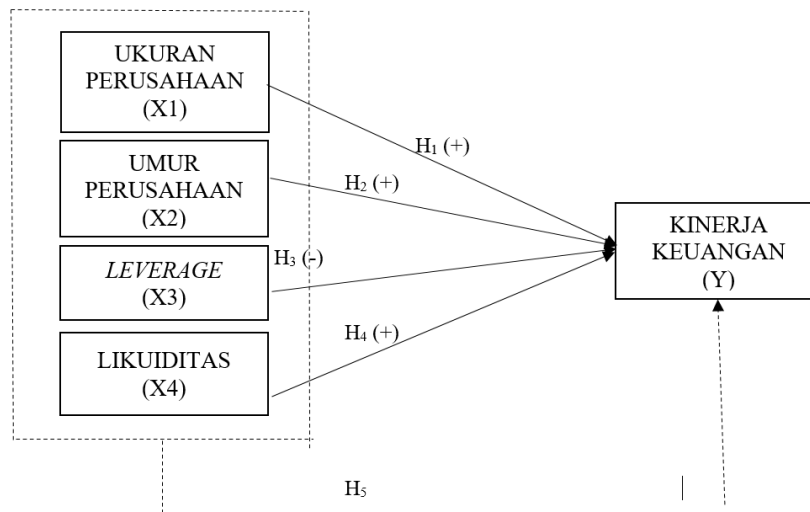 UKURAN
PERUSAHAAN
(X1)
UMUR
PERUSAHAAN
(X2)
LEVERAGE
(X3)
LIKUIDITAS
(X4)
H₁ (+)
H₂ (+)
H₃ (-)
H₄ (+)
KINERJA
KEUANGAN
(Y)
H₅